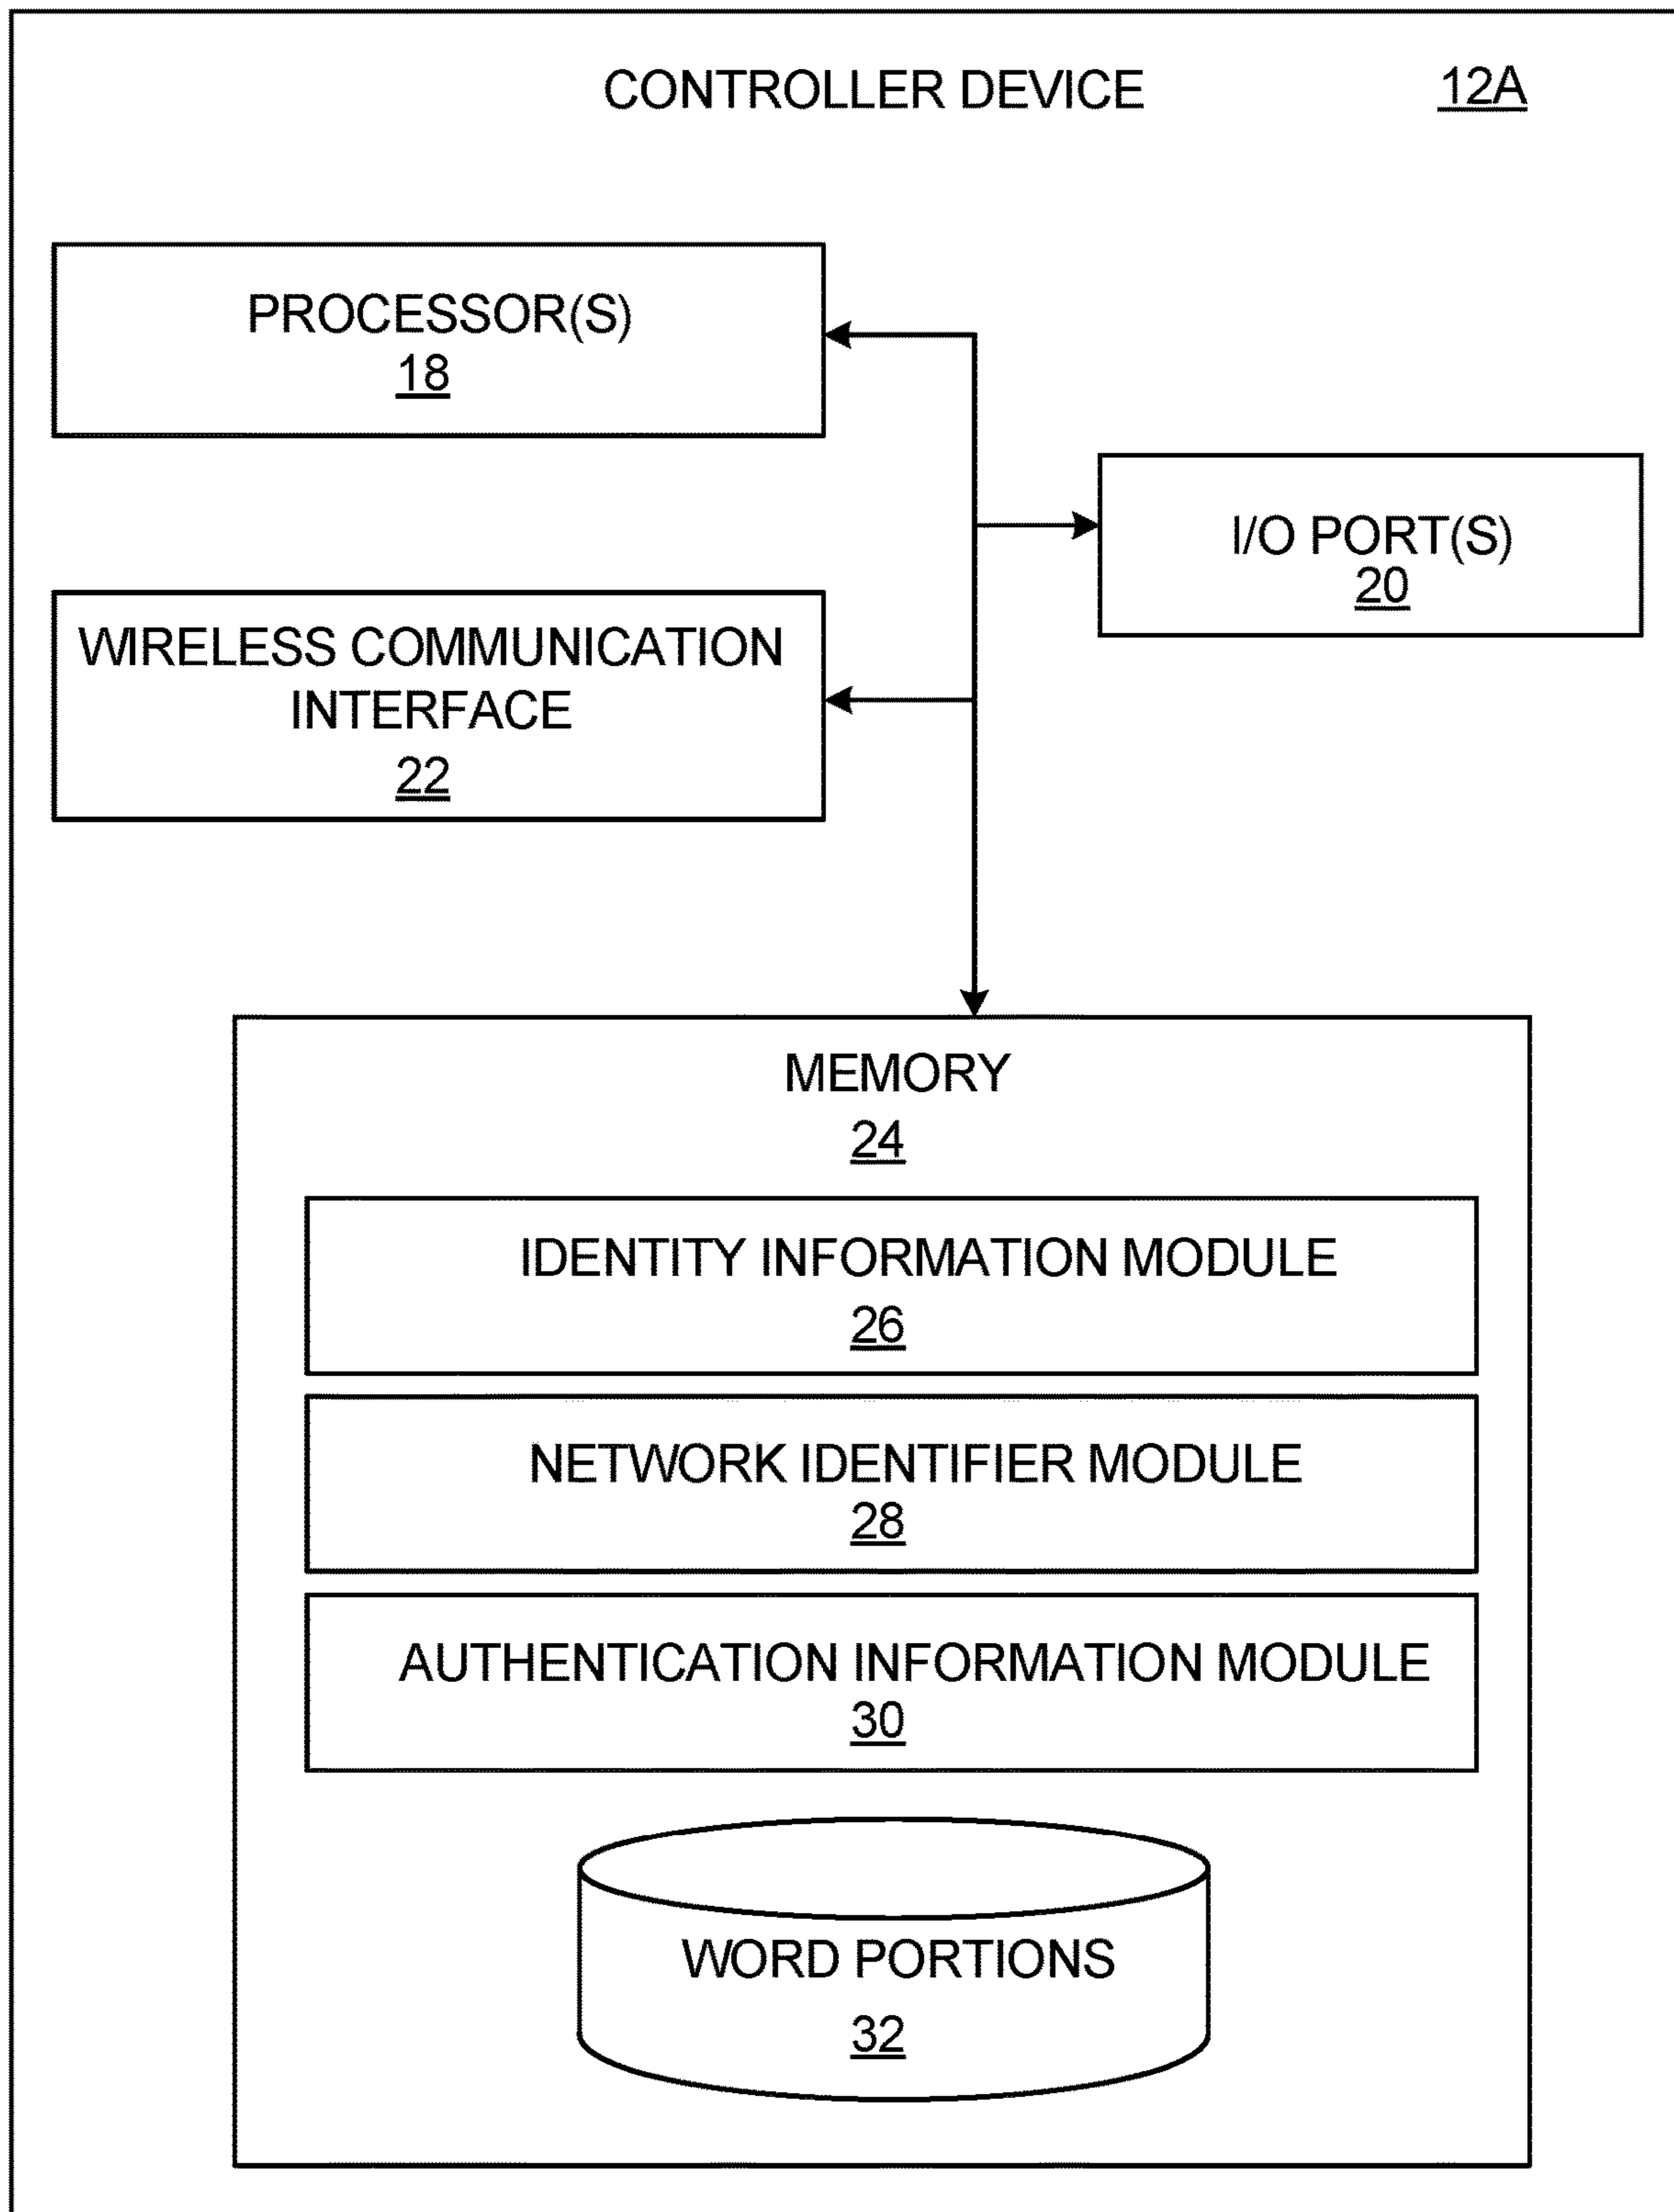 CONTROLLER DEVICE 12A
PROCESSOR(S)
18
I/O PORT(S)
20
WIRELESS COMMUNICATION
INTERFACE
22
MEMORY
24
IDENTITY INFORMATION MODULE
26
NETWORK IDENTIFIER MODULE
28
AUTHENTICATION INFORMATION MODULE
30
WORD PORTIONS
32